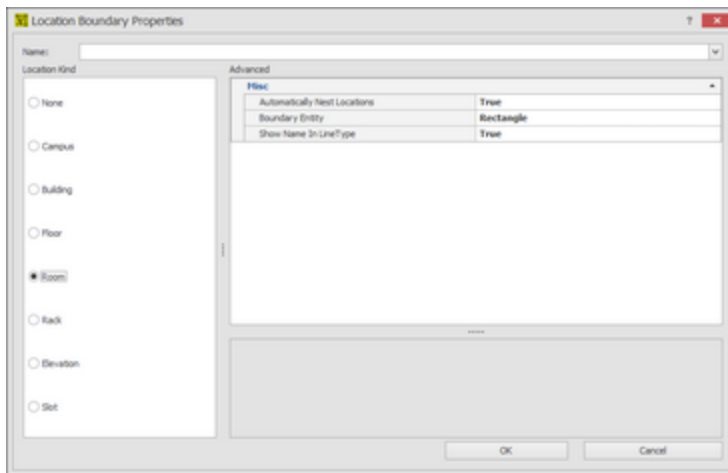 Location Boundary Properties
?
Name:
Location Kind
Advanced
None
Campus
Building
Floor
Room
Rack
Elevation
Slot
Misc
Automatically Nest Locations True
Boundary Entity Rectangle
Show Name In LineType True
OK Cancel